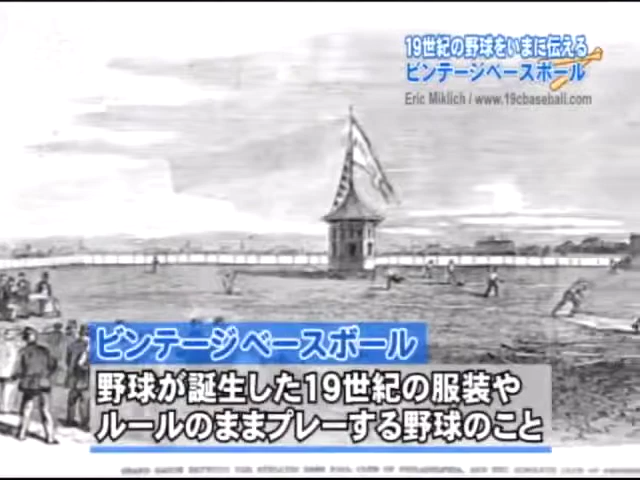 19世紀の野球をいまに伝える
ビンテージベースボール
Eric Miklich / www.19cbaseball.com
ビンテージベースボール
野球が誕生した19世紀の服装や
ルールのままプレーする野球のこと